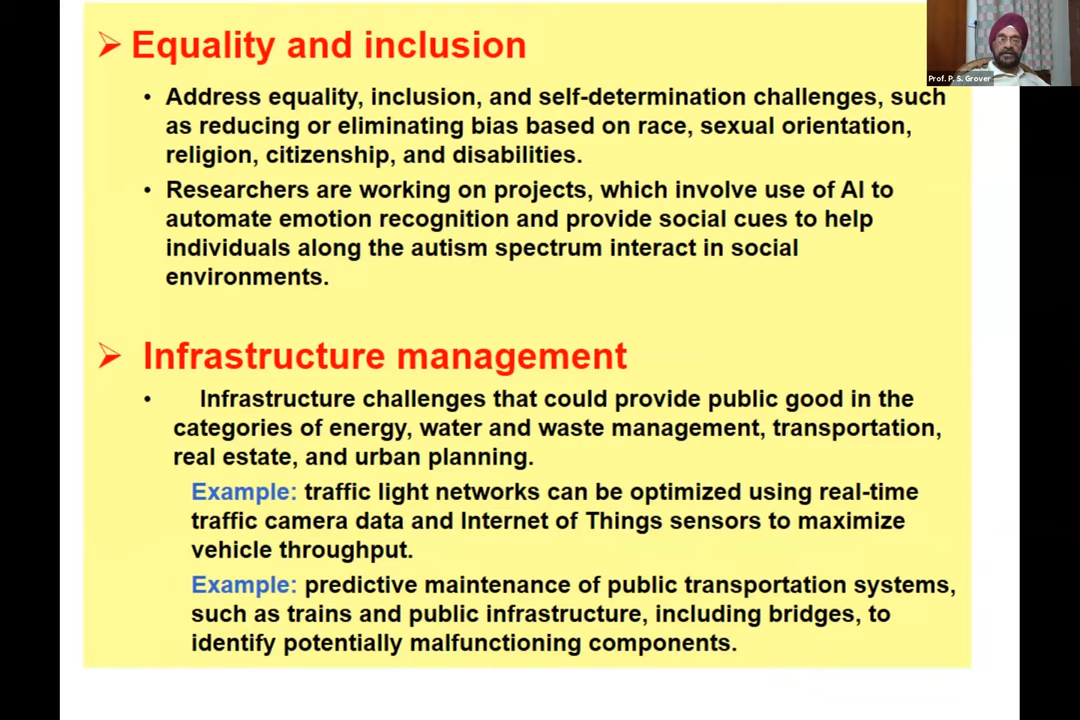 ➢ Equality and inclusion
• Address equality, inclusion, and self-determination challenges, such
as reducing or eliminating bias based on race, sexual orientation,
religion, citizenship, and disabilities.
• Researchers are working on projects, which involve use of AI to
automate emotion recognition and provide social cues to help
individuals along the autism spectrum interact in social
environments.
➢ Infrastructure management
• Infrastructure challenges that could provide public good in the
categories of energy, water and waste management, transportation,
real estate, and urban planning.
Example: traffic light networks can be optimized using real-time
traffic camera data and Internet of Things sensors to maximize
vehicle throughput.
Example: predictive maintenance of public transportation systems,
such as trains and public infrastructure, including bridges, to
identify potentially malfunctioning components.
Prof. P. S. Grover